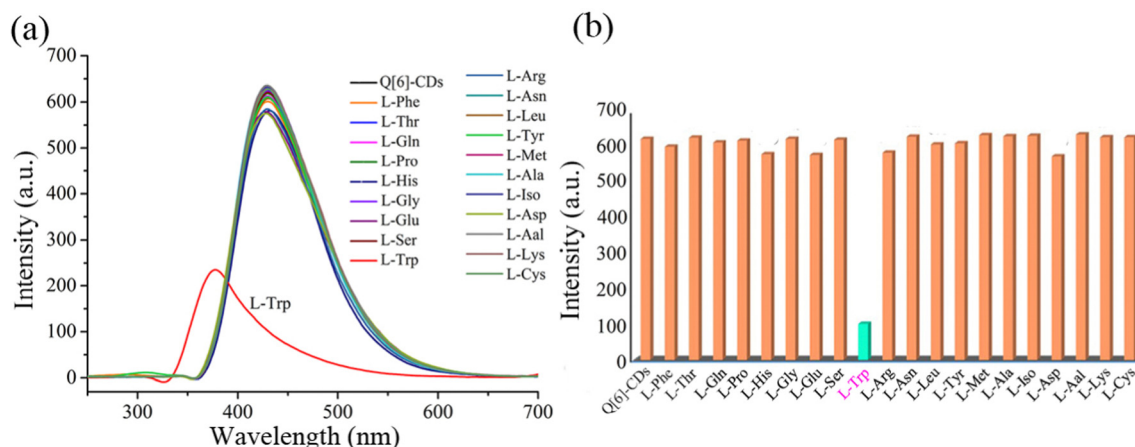 (a)
700
600
500
400
300
200
100
0
Intensity (a.u.)
300
400
500
600
700
Wavelength (nm)
Q[6]-CDs
L-Phe
L-Thr
L-Gln
L-Pro
L-His
L-Gly
L-Glu
L-Ser
L-Trp
L-Arg
L-Asn
L-Leu
L-Tyr
L-Met
L-Ala
L-Iso
L-Asp
L-Aal
L-Lys
L-Cys
L-Trp
(b)
700
600
500
400
300
200
100
0
Intensity (a.u.)
Q[6]-CDs
L-Phe
L-Thr
L-Gln
L-Pro
L-His
L-Gly
L-Glu
L-Ser
L-Trp
L-Arg
L-Asn
L-Leu
L-Tyr
L-Met
L-Ala
L-Iso
L-Asp
L-Aal
L-Lys
L-Cys